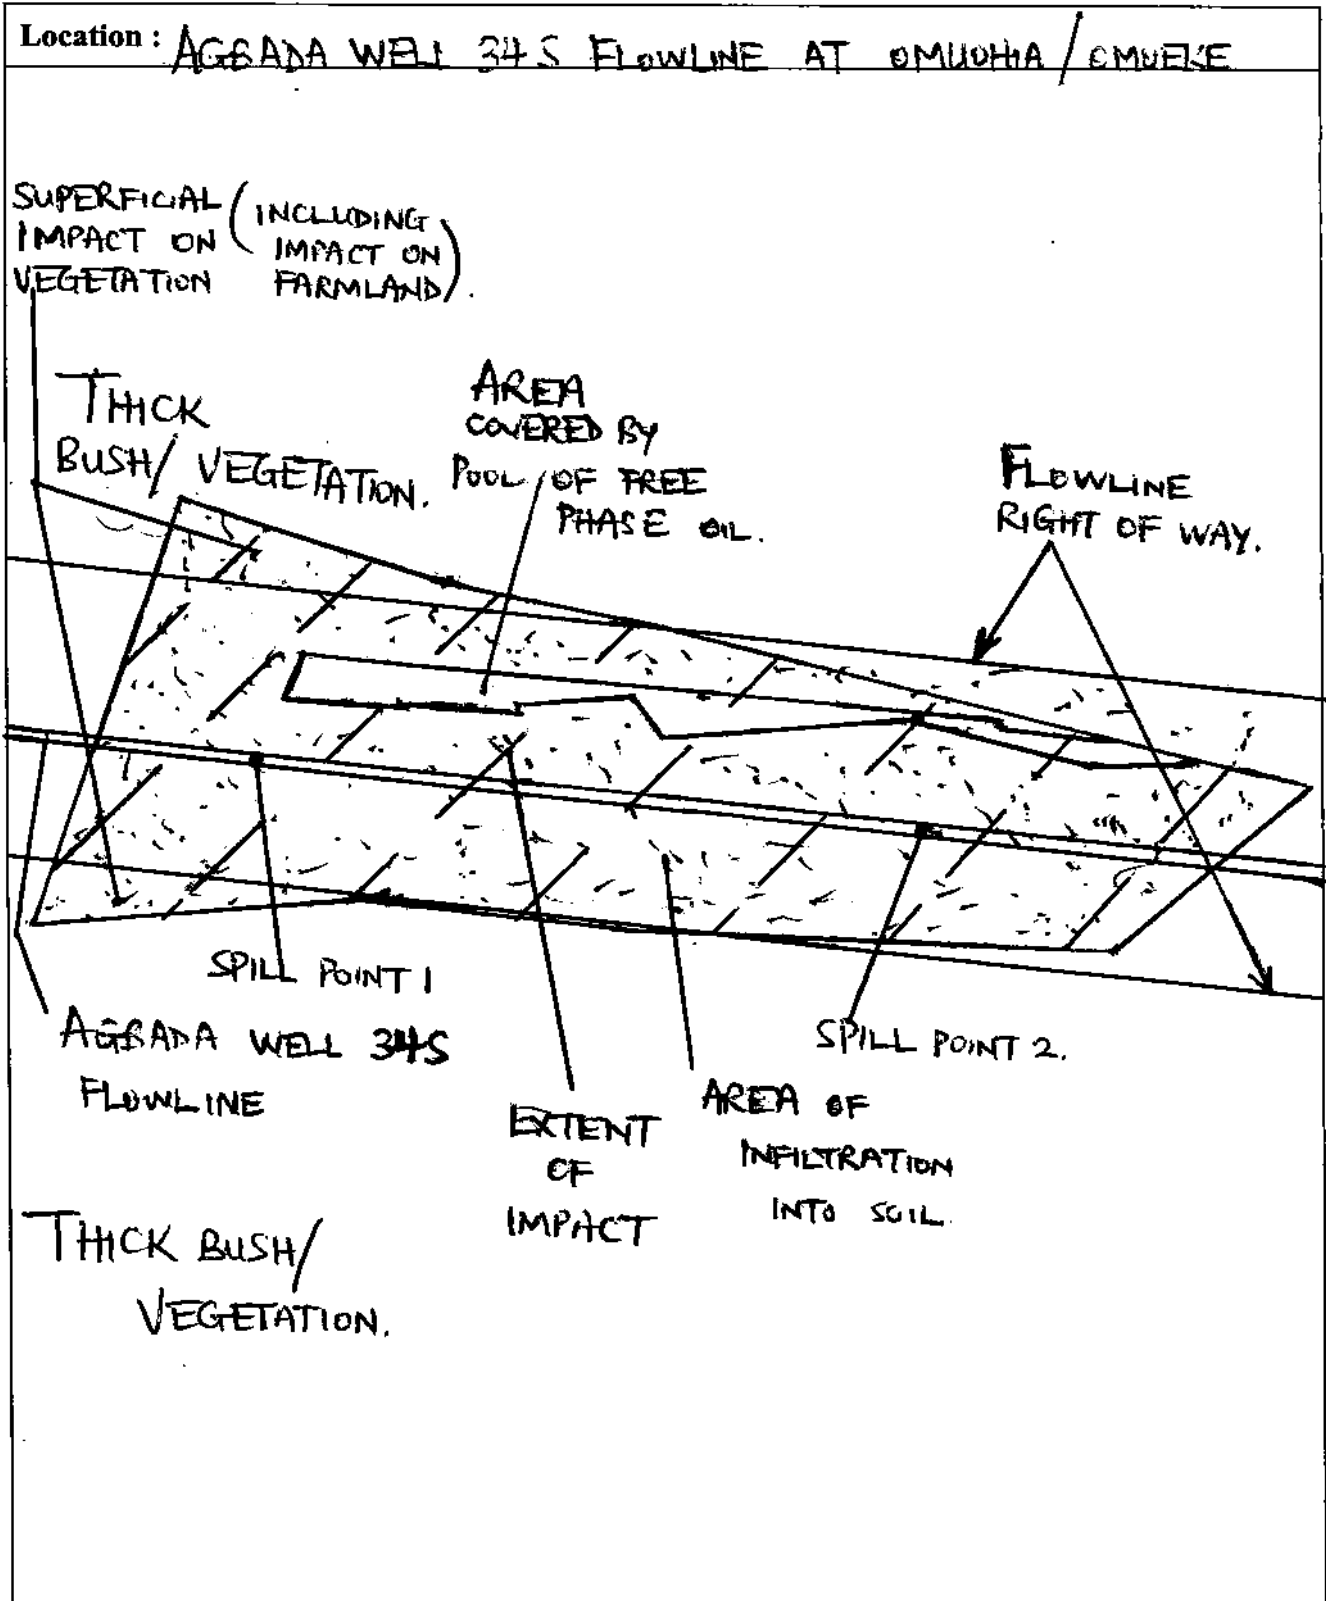 Location : AGBADA WELL 34S FLOWLINE AT OMUOHIA / OMUEKE
SUPERFICIAL (INCLUDING
IMPACT ON IMPACT ON
VEGETATION FARMLAND).
THICK
BUSH/ VEGETATION.
AREA
COVERED BY
POOL OF FREE
PHASE OIL.
FLOWLINE
RIGHT OF WAY.
SPILL POINT 1
AGBADA WELL 34S
FLOWLINE
SPILL POINT 2.
EXTENT
OF
IMPACT
AREA OF
INFILTRATION
INTO SOIL.
THICK BUSH/
VEGETATION.